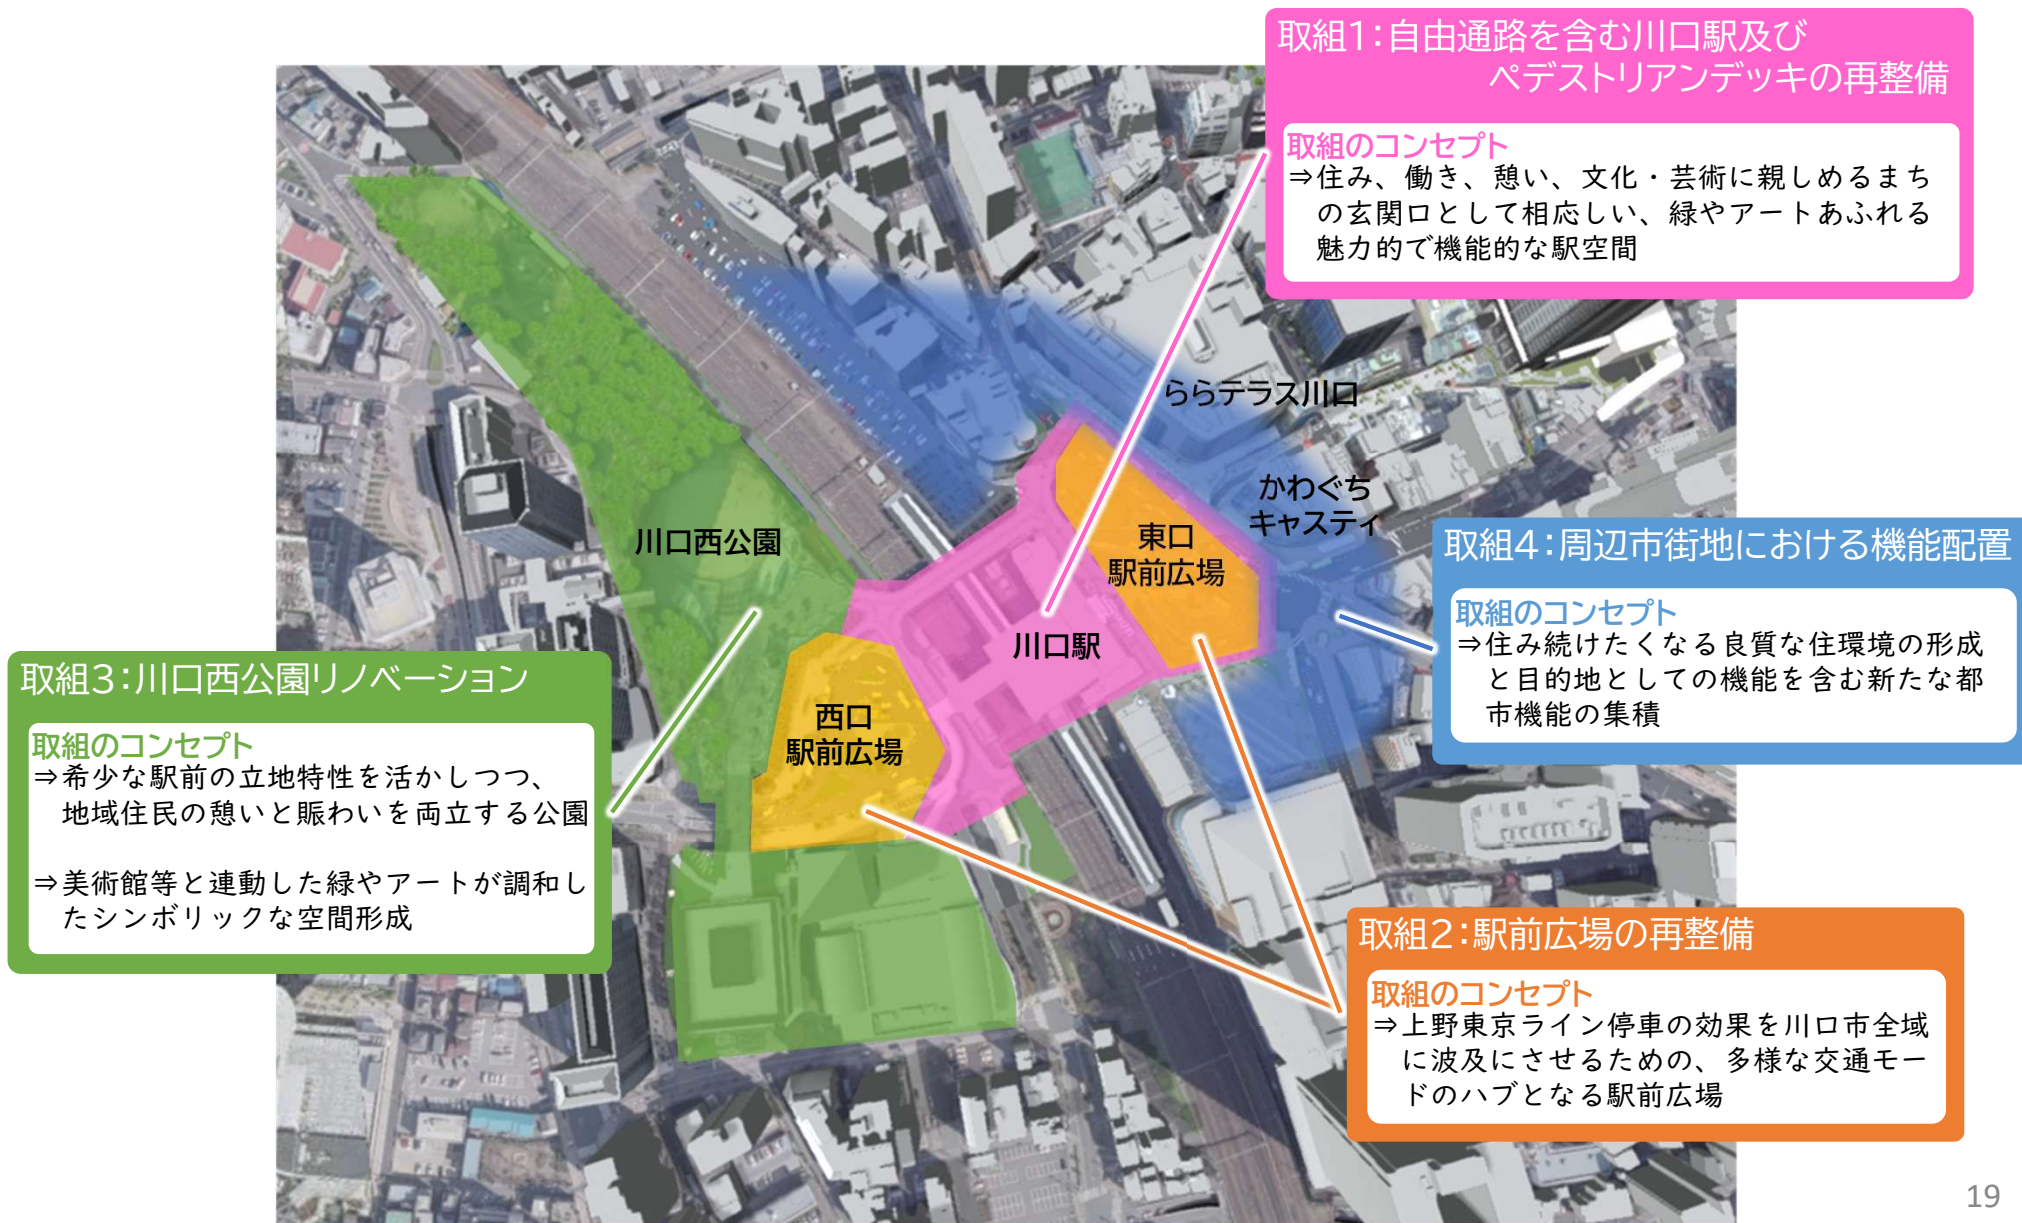 取組1：自由通路を含む川口駅及び
ペデストリアンデッキの再整備
取組のコンセプト
⇒住み、働き、憩い、文化・芸術に親しめるまち
の玄関口として相応しい、緑やアートあふれる
魅力的で機能的な駅空間
ららテラス川口
かわぐち
キャスティ
東口
駅前広場
川口西公園
川口駅
西口
駅前広場
取組4：周辺市街地における機能配置
取組のコンセプト
⇒住み続けたくなる良質な住環境の形成
と目的地としての機能を含む新たな都
市機能の集積
取組3：川口西公園リノベーション
取組のコンセプト
⇒希少な駅前の立地特性を活かしつつ、
地域住民の憩いと賑わいを両立する公園
⇒美術館等と連動した緑やアートが調和し
たシンボリックな空間形成
取組2：駅前広場の再整備
取組のコンセプト
⇒上野東京ライン停車の効果を川口市全域
に波及にさせるための、多様な交通モー
ドのハブとなる駅前広場
19